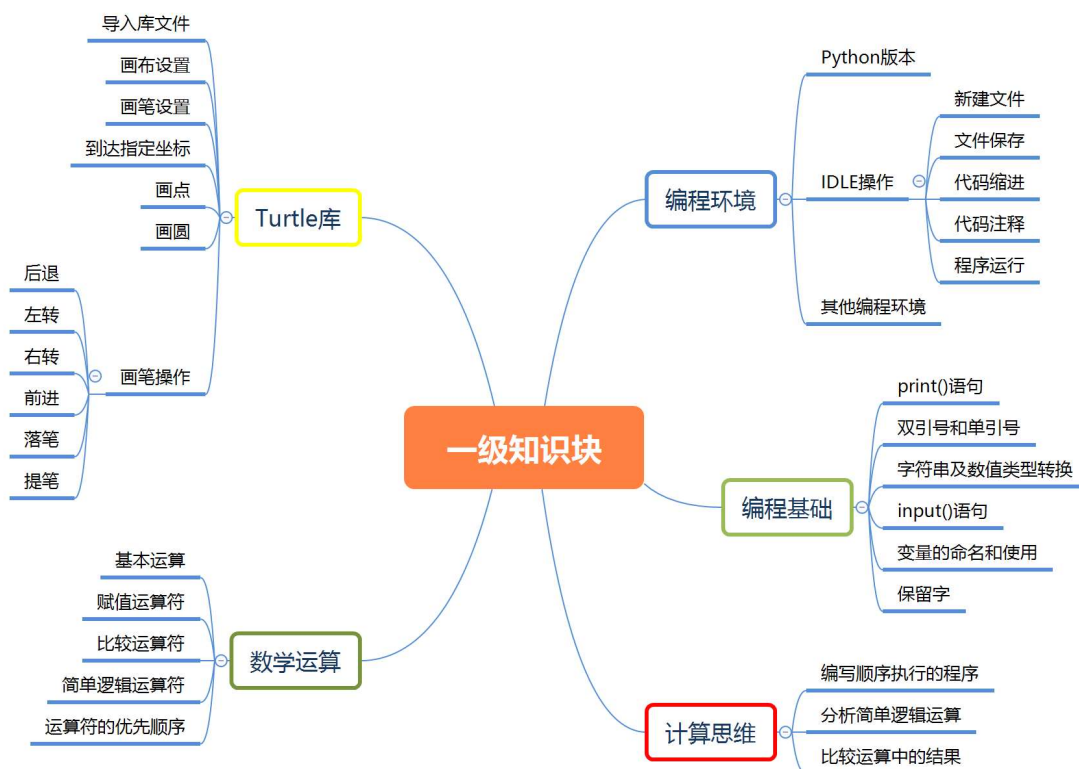 一级知识块
Turtle库
导入库文件
画布设置
画笔设置
到达指定坐标
画点
画圆
画笔操作
后退
左转
右转
前进
落笔
提笔
数学运算
基本运算
赋值运算符
比较运算符
简单逻辑运算符
运算符的优先顺序
编程环境
Python版本
IDLE操作
新建文件
文件保存
代码缩进
代码注释
程序运行
其他编程环境
编程基础
print()语句
双引号和单引号
字符串及数值类型转换
input()语句
变量的命名和使用
保留字
计算思维
编写顺序执行的程序
分析简单逻辑运算
比较运算中的结果